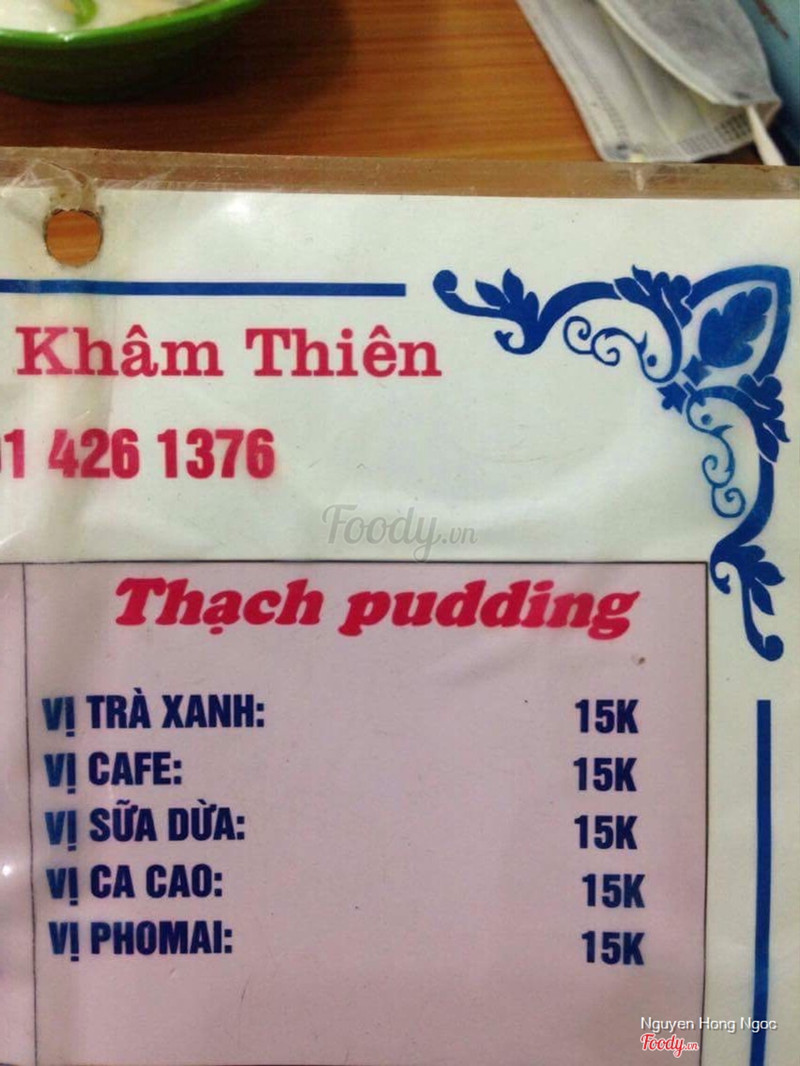 Khâm Thiên
1 426 1376
Foody.vn
Thạch pudding
VỊ TRÀ XANH: 15K
VỊ CAFE: 15K
VỊ SỮA DỪA: 15K
VỊ CA CAO: 15K
VỊ PHOMAI: 15K
Nguyen Hong Ngoc
Foody.vn